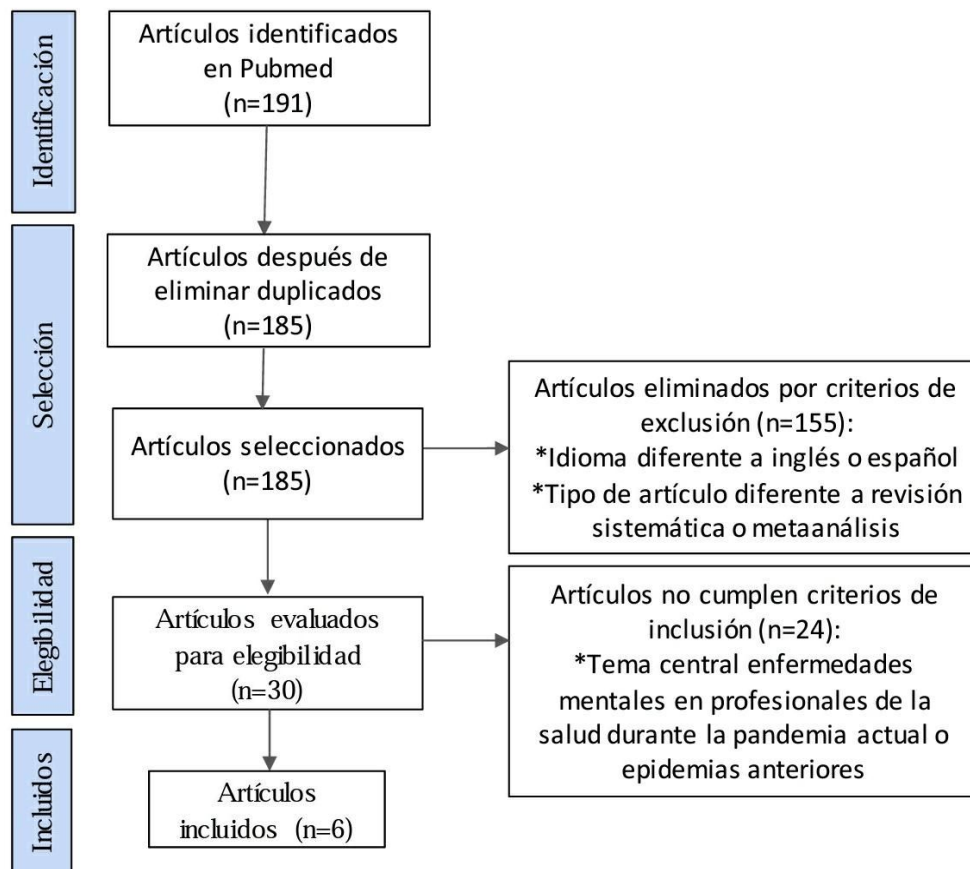 Identificación
Artículos identificados
en Pubmed
(n=191)
Selección
Artículos después de
eliminar duplicados
(n=185)
Artículos seleccionados
(n=185)
Artículos eliminados por criterios de
exclusión (n=155):
*Idioma diferente a inglés o español
*Tipo de artículo diferente a revisión
sistemática o metaanálisis
Elegibilidad
Artículos evaluados
para elegibilidad
(n=30)
Artículos no cumplen criterios de
inclusión (n=24):
*Tema central enfermedades
mentales en profesionales de la
salud durante la pandemia actual o
epidemias anteriores
Incluidos
Artículos
incluidos (n=6)